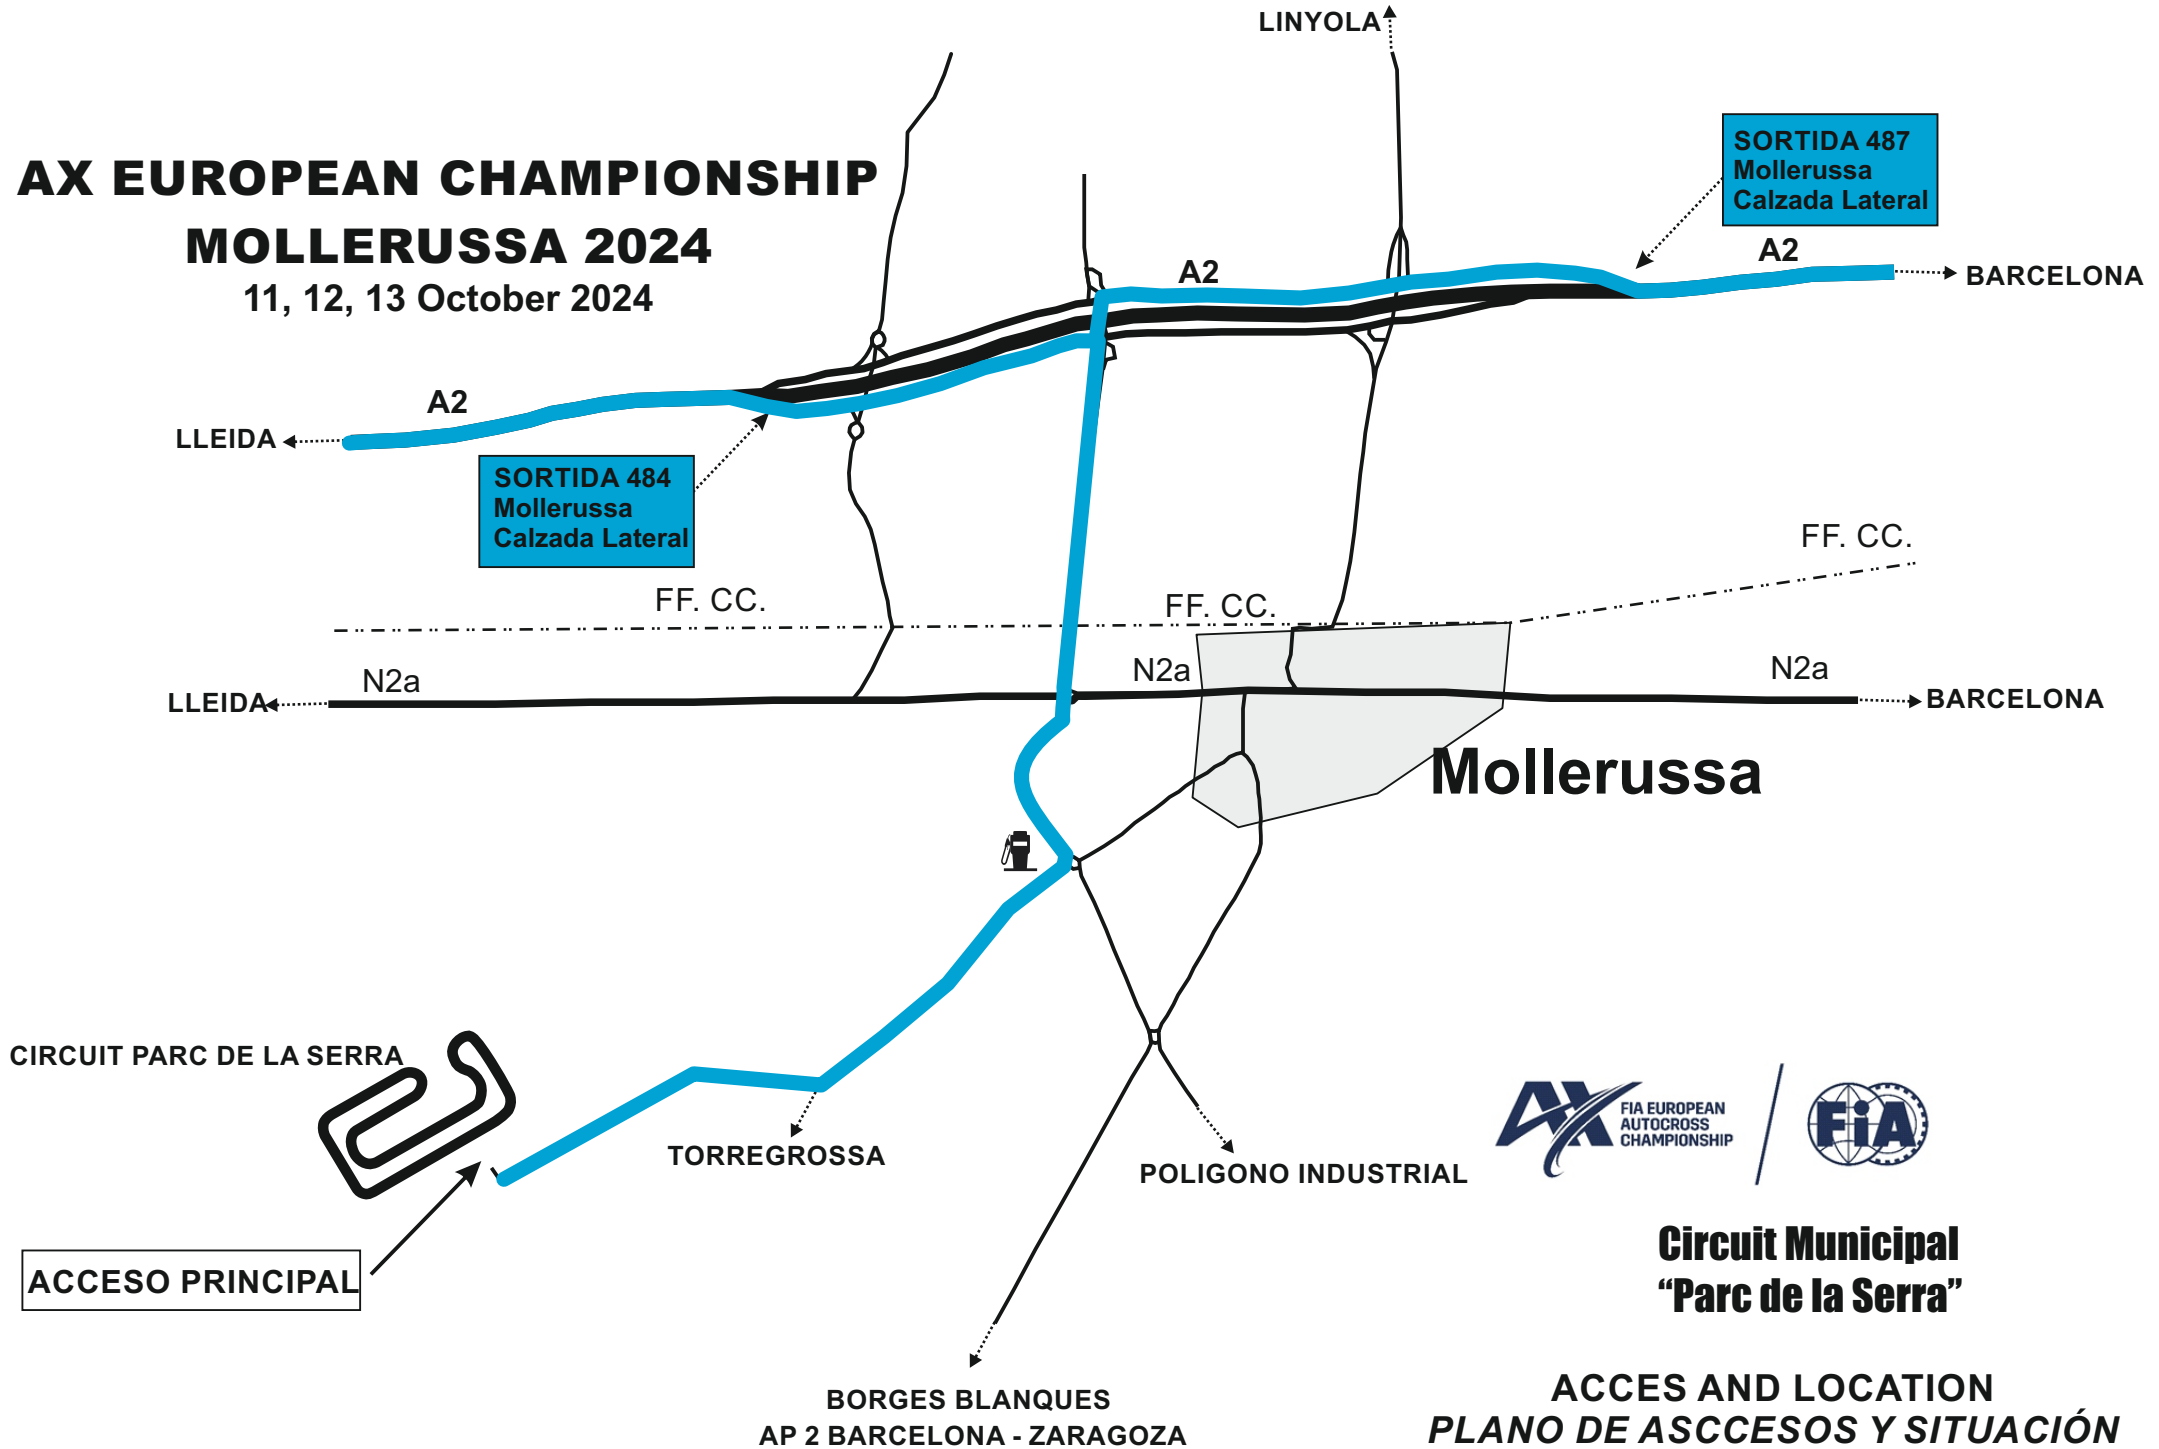 LINYOLA
AX EUROPEAN CHAMPIONSHIP
MOLLERUSSA 2024
11, 12, 13 October 2024
SORTIDA 487
Mollerussa
Calzada Lateral
A2
A2
BARCELONA
A2
LLEIDA
SORTIDA 484
Mollerussa
Calzada Lateral
FF. CC.
FF. CC.
FF. CC.
N2a
N2a
N2a
LLEIDA
BARCELONA
Mollerussa
CIRCUIT PARC DE LA SERRA
TORREGROSSA
POLIGONO INDUSTRIAL
ACCESO PRINCIPAL
BORGES BLANQUES
AP 2 BARCELONA - ZARAGOZA
AX
FIA EUROPEAN
AUTOCROSS
CHAMPIONSHIP
FiA
Circuit Municipal
“Parc de la Serra”
ACCES AND LOCATION
PLANO DE ASCCESOS Y SITUACIÓN